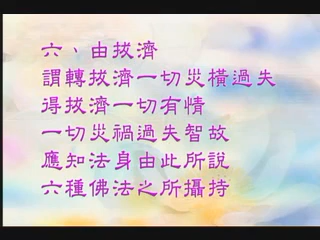 六、由拔濟
謂轉拔濟一切災橫過失
得拔濟一切有情
一切災禍過失智故
應知法身由此所說
六種佛法之所攝持